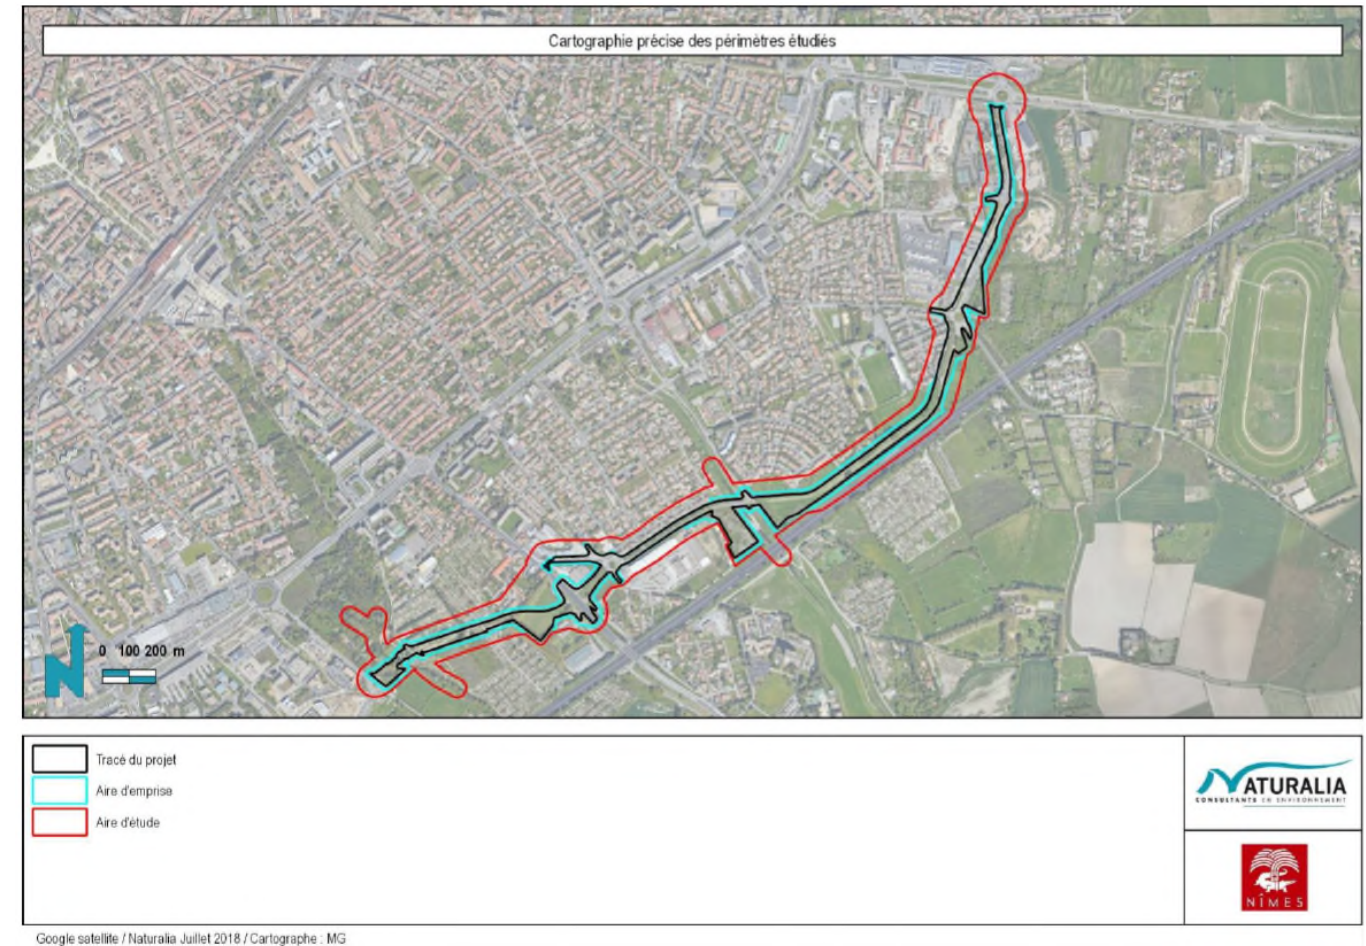 Cartographie précise des périmètres étudiés
N
0 100 200 m
Tracé du projet
Aire d'emprise
Aire d'étude
NATURALIA
CONSULTANTS EN ENVIRONNEMENT
NÎMES
Google satellite / Naturalia Juillet 2018 / Cartographe : MG